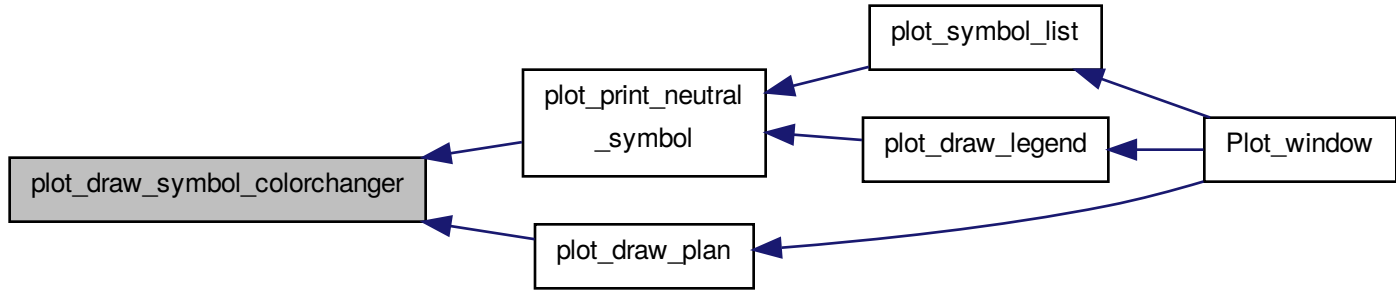 plot_draw_symbol_colorchanger
plot_print_neutral
_symbol
plot_draw_plan
plot_symbol_list
plot_draw_legend
Plot_window